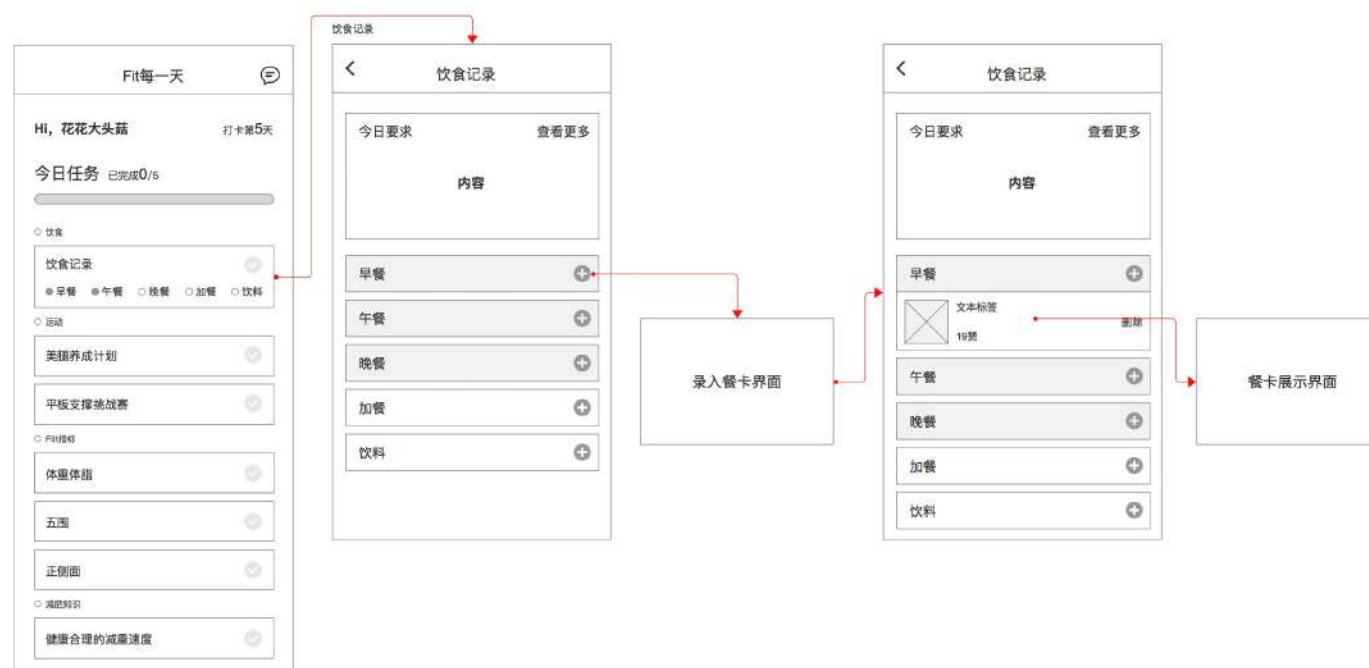 Fit每一天
Hi，花花大头菇
打卡第5天
今日任务 已完成0/5
饮食
饮食记录
早餐 午餐 晚餐 加餐 饮料
运动
美腿养成计划
平板支撑挑战赛
Fit指标
体重体脂
五围
正侧面
减肥知识
健康合理的减重速度
饮食记录
饮食记录
今日要求
查看更多
内容
早餐
午餐
晚餐
加餐
饮料
录入餐卡界面
饮食记录
今日要求
查看更多
内容
早餐
文本标签
19赞
删除
午餐
晚餐
加餐
饮料
餐卡展示界面